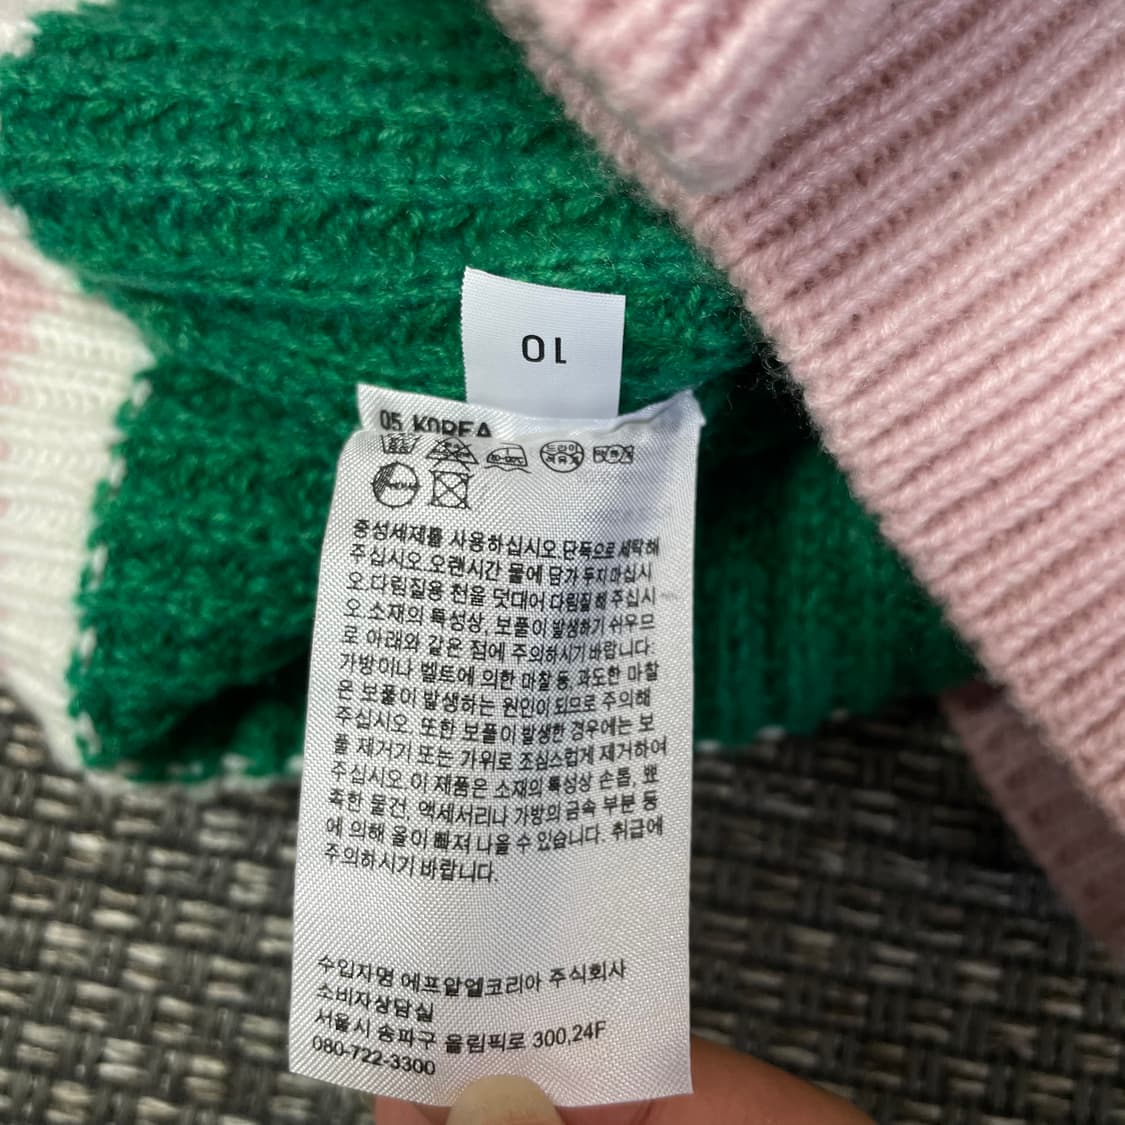 01
05 KOREA
중성세제를 사용하십시오.단독으로 세탁해
주십시오.오랜시간 물에 담가 두지 마십시
오.다림질용 천을 덧대어 다림질해 주십시
오.소재의 특성상, 보풀이 발생하기 쉬우므
로 아래와 같은 점에 주의하시기 바랍니다.
가방이나 벨트에 의한 마찰 등, 과도한 마찰
은 보풀이 발생하는 원인이 되므로 주의해
주십시오. 또한 보풀이 발생한 경우에는 보
풀 제거기 또는 가위로 조심스럽게 제거하여
주십시오.이 제품은 소재의 특성상 손톱, 뾰
족한 물건, 액세서리나 가방의 금속 부분 등
에 의해 올이 빠져 나올 수 있습니다. 취급에
주의하시기 바랍니다.
수입자명 에프알엘코리아 주식회사
소비자상담실
서울시 송파구 올림픽로 300,24F
080-722-3300